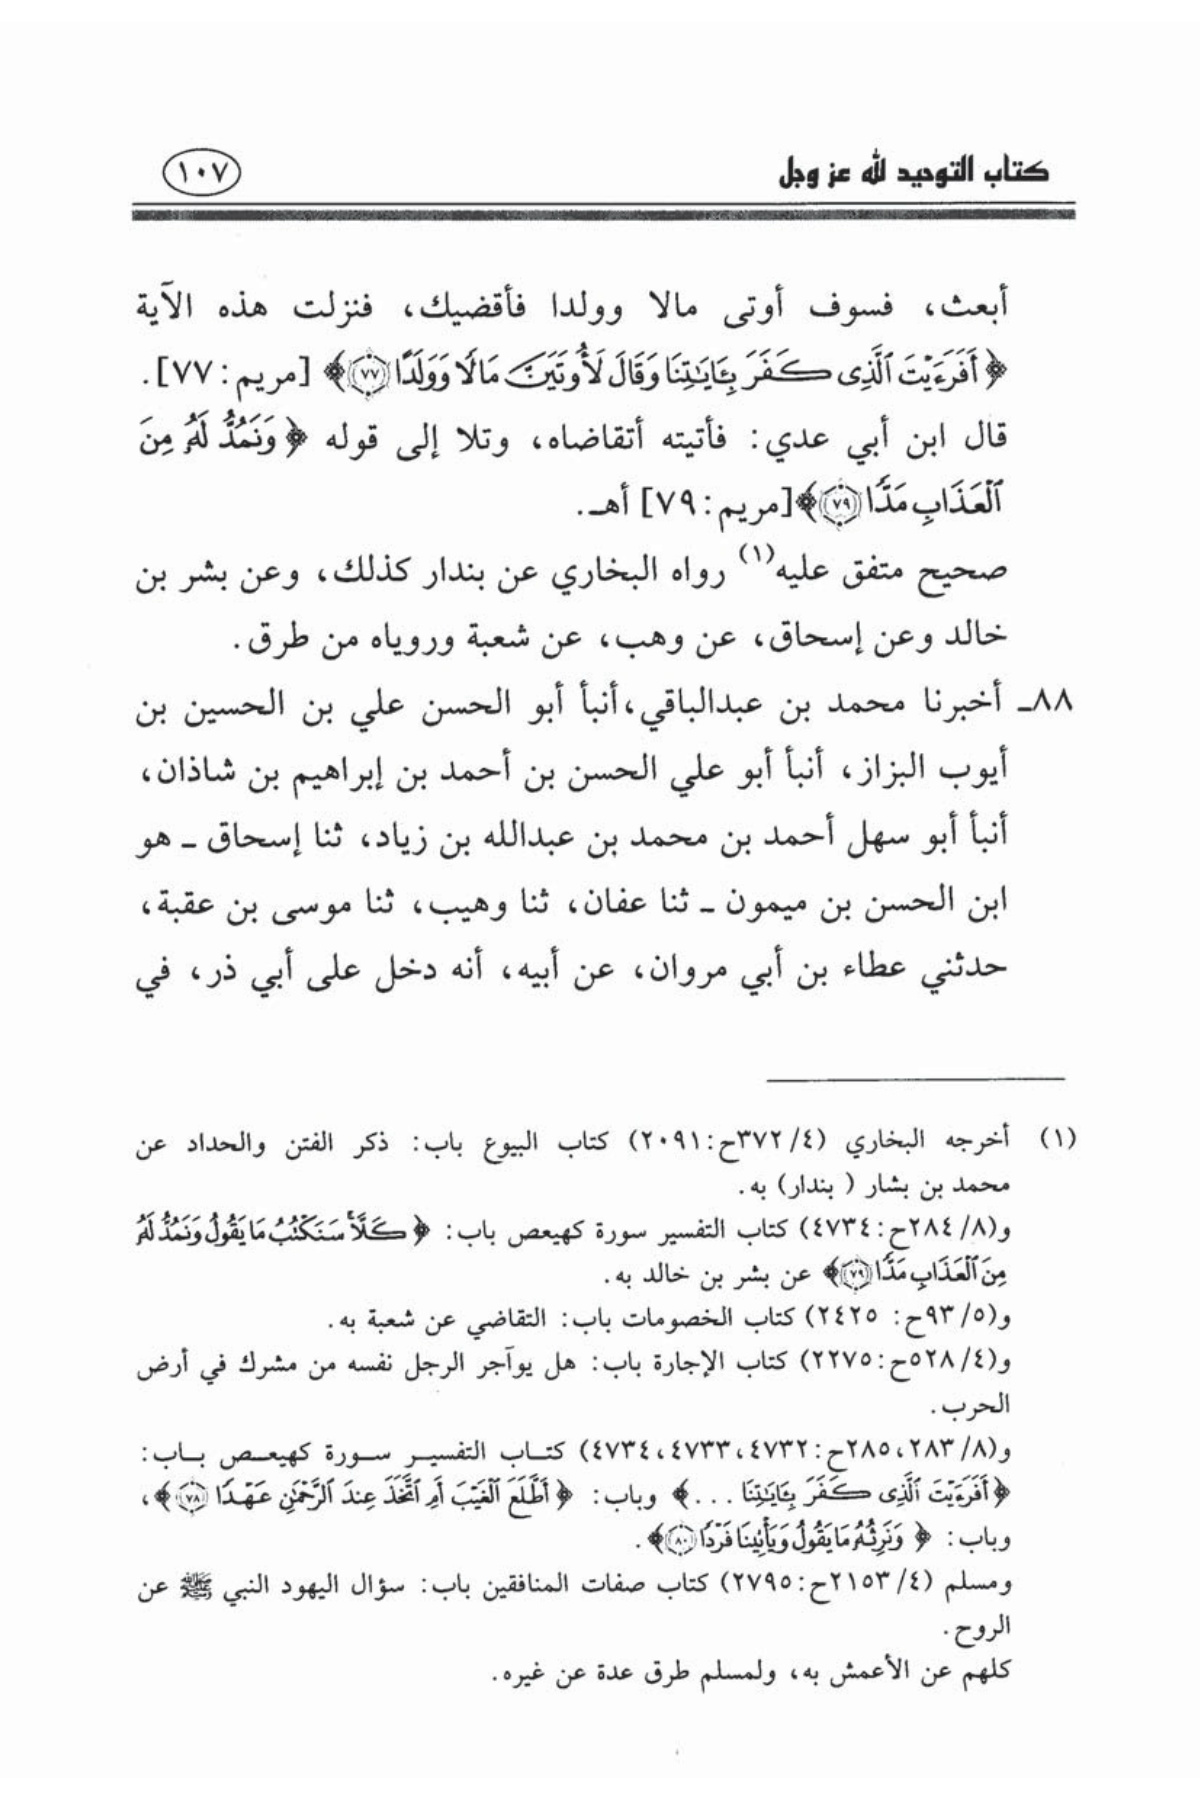 كتاب التوحيد لله عز وجل
١٠٧
أبعث، فسوف أوتى مالا وولدا فأقضيك، فنزلت هذه الآية
﴿ أَفَرَءَيْتَ ٱلَّذِى كَفَرَ بِـَٔايَـٰتِنَا وَقَالَ لَأُوتَيَنَّ مَالًا وَوَلَدًا ﴿٧٧﴾ ﴾ [مريم: ٧٧].
قال ابن أبي عدي: فأتيته أتقاضاه، وتلا إلى قوله ﴿ وَنَمُدُّ لَهُۥ مِنَ
ٱلْعَذَابِ مَدًّا ﴿٧٩﴾ ﴾[مريم: ٧٩] أهـ.
صحيح متفق عليه(١) رواه البخاري عن بندار كذلك، وعن بشر بن
خالد وعن إسحاق، عن وهب، عن شعبة وروياه من طرق.
٨٨ـ أخبرنا محمد بن عبدالباقي،أنبأ أبو الحسن علي بن الحسين بن
أيوب البزاز، أنبأ أبو علي الحسن بن أحمد بن إبراهيم بن شاذان،
أنبأ أبو سهل أحمد بن محمد بن عبدالله بن زياد، ثنا إسحاق ـ هو
ابن الحسن بن ميمون ـ ثنا عفان، ثنا وهيب، ثنا موسى بن عقبة،
حدثني عطاء بن أبي مروان، عن أبيه، أنه دخل على أبي ذر، في
(١) أخرجه البخاري (٤/ ٣٧٢ح:٢٠٩١) كتاب البيوع باب: ذكر الفتن والحداد عن
محمد بن بشار ( بندار) به.
و(٨/ ٢٨٤ح:٤٧٣٤) كتاب التفسير سورة كهيعص باب: ﴿ كَلَّا سَنَكْتُبُ مَا يَقُولُ وَنَمُدُّ لَهُۥ
مِنَ ٱلْعَذَابِ مَدًّا ﴿٧٩﴾ ﴾ عن بشر بن خالد به.
و(٥/ ٩٣ح: ٢٤٢٥) كتاب الخصومات باب: التقاضي عن شعبة به.
و(٤/ ٥٢٨ح:٢٢٧٥) كتاب الإجارة باب: هل يوآجر الرجل نفسه من مشرك في أرض
الحرب.
و(٨/ ٢٨٣، ٢٨٥ح:٤٧٣٢، ٤٧٣٣، ٤٧٣٤) كتاب التفسير سورة كهيعص باب:
﴿ أَفَرَءَيْتَ ٱلَّذِى كَفَرَ بِـَٔايَـٰتِنَا ... ﴾ وباب: ﴿ أَطَّلَعَ ٱلْغَيْبَ أَمِ ٱتَّخَذَ عِندَ ٱلرَّحْمَـٰنِ عَهْدًا ﴿٧٨﴾ ﴾،
وباب: ﴿ وَنَرِثُهُۥ مَا يَقُولُ وَيَأْتِينَا فَرْدًا ﴿٨٠﴾ ﴾.
ومسلم (٤/ ٢١٥٣ح:٢٧٩٥) كتاب صفات المنافقين باب: سؤال اليهود النبي ﷺ عن
الروح.
كلهم عن الأعمش به، ولمسلم طرق عدة عن غيره.